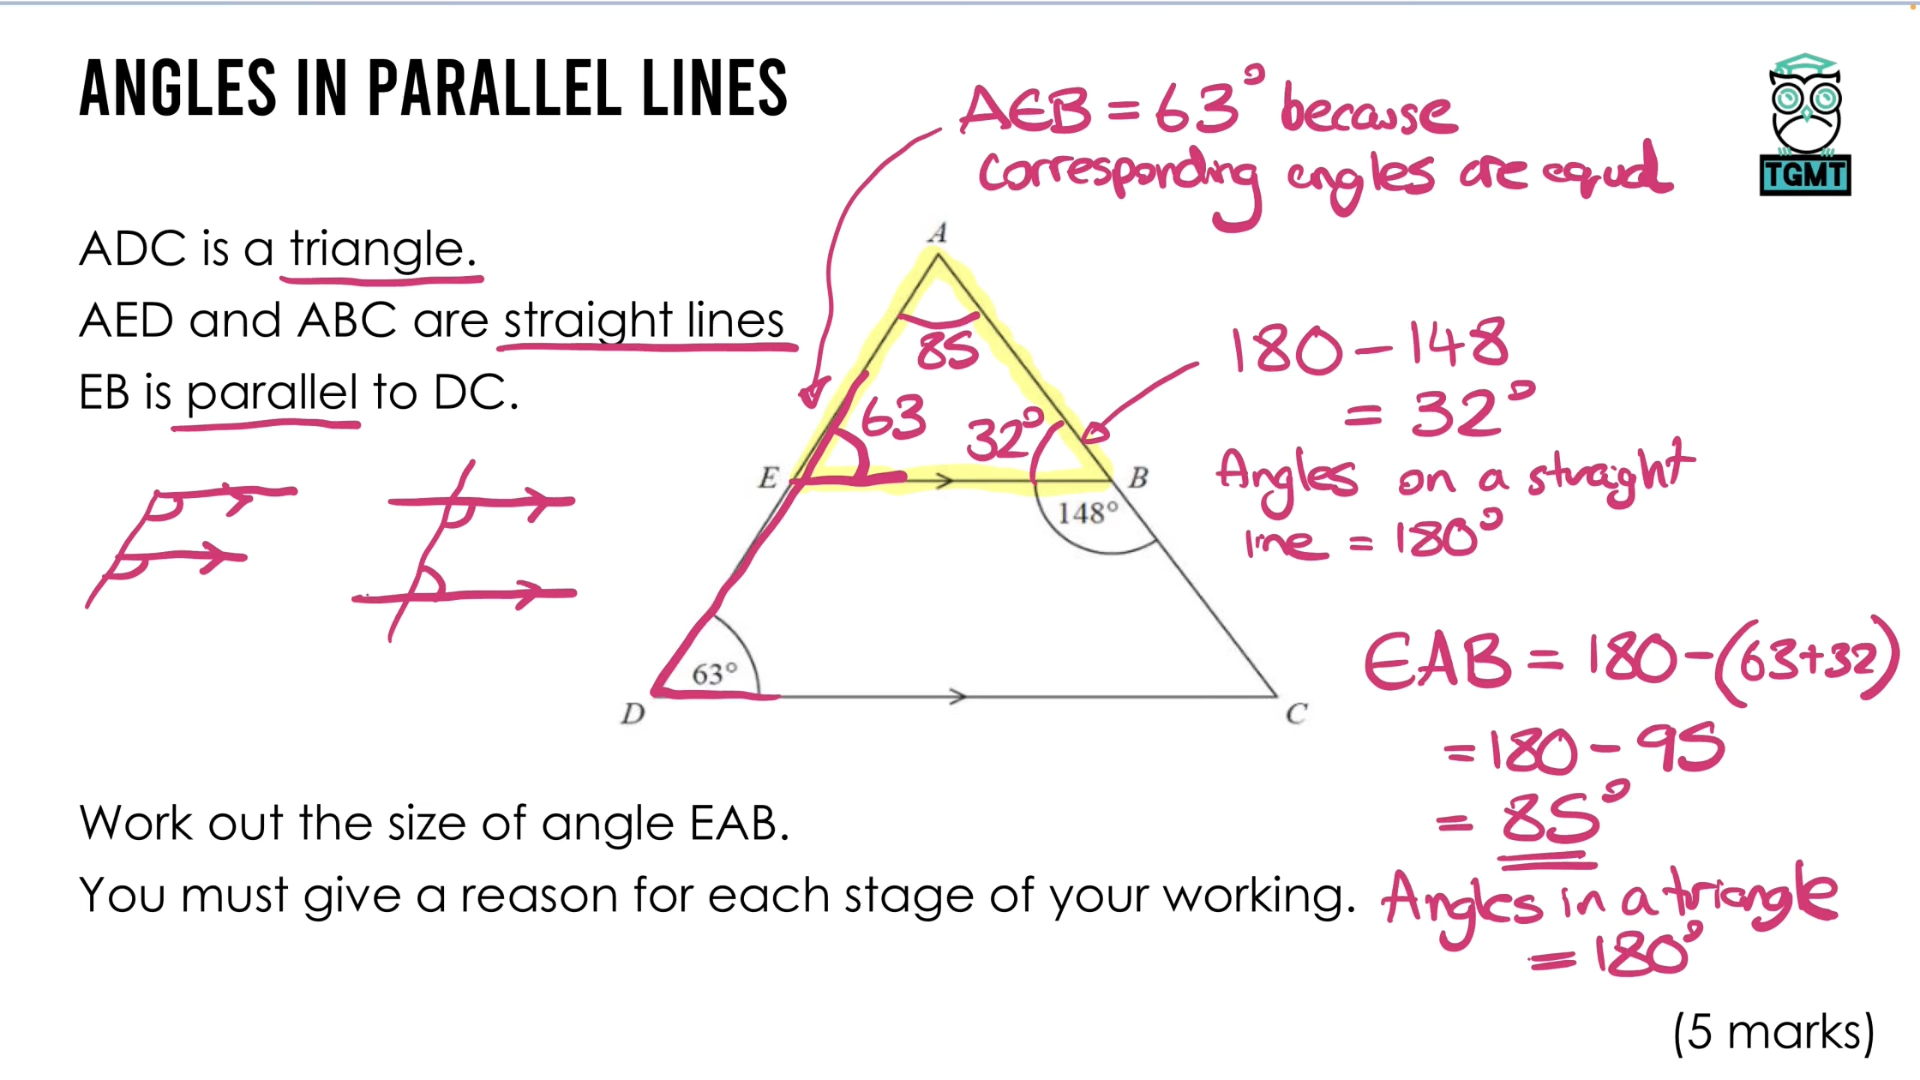 ANGLES IN PARALLEL LINES
AEB = 63° because
corresponding angles are equal
TGMT
ADC is a triangle.
AED and ABC are straight lines
EB is parallel to DC.
A
85
63
32°
E
B
148°
63°
D
C
180 - 148
= 32°
Angles on a straight
line = 180°
EAB = 180 - (63+32)
= 180 - 95
= 85°
Angles in a triangle
= 180°
Work out the size of angle EAB.
You must give a reason for each stage of your working.
(5 marks)